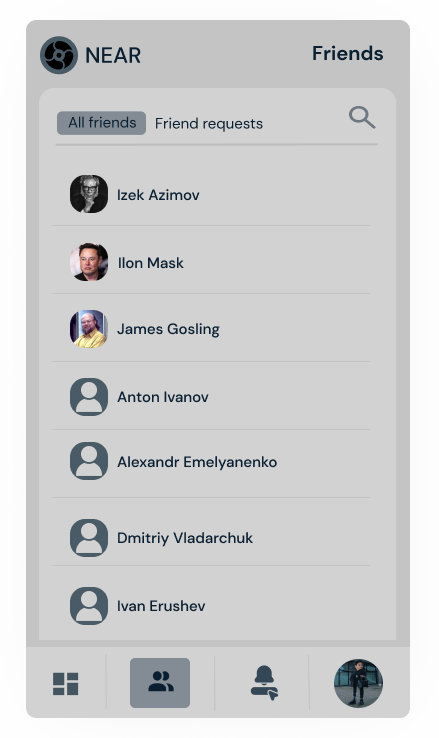 NEAR
Friends
All friends
Friend requests
Izek Azimov
Ilon Mask
James Gosling
Anton Ivanov
Alexandr Emelyanenko
Dmitriy Vladarchuk
Ivan Erushev